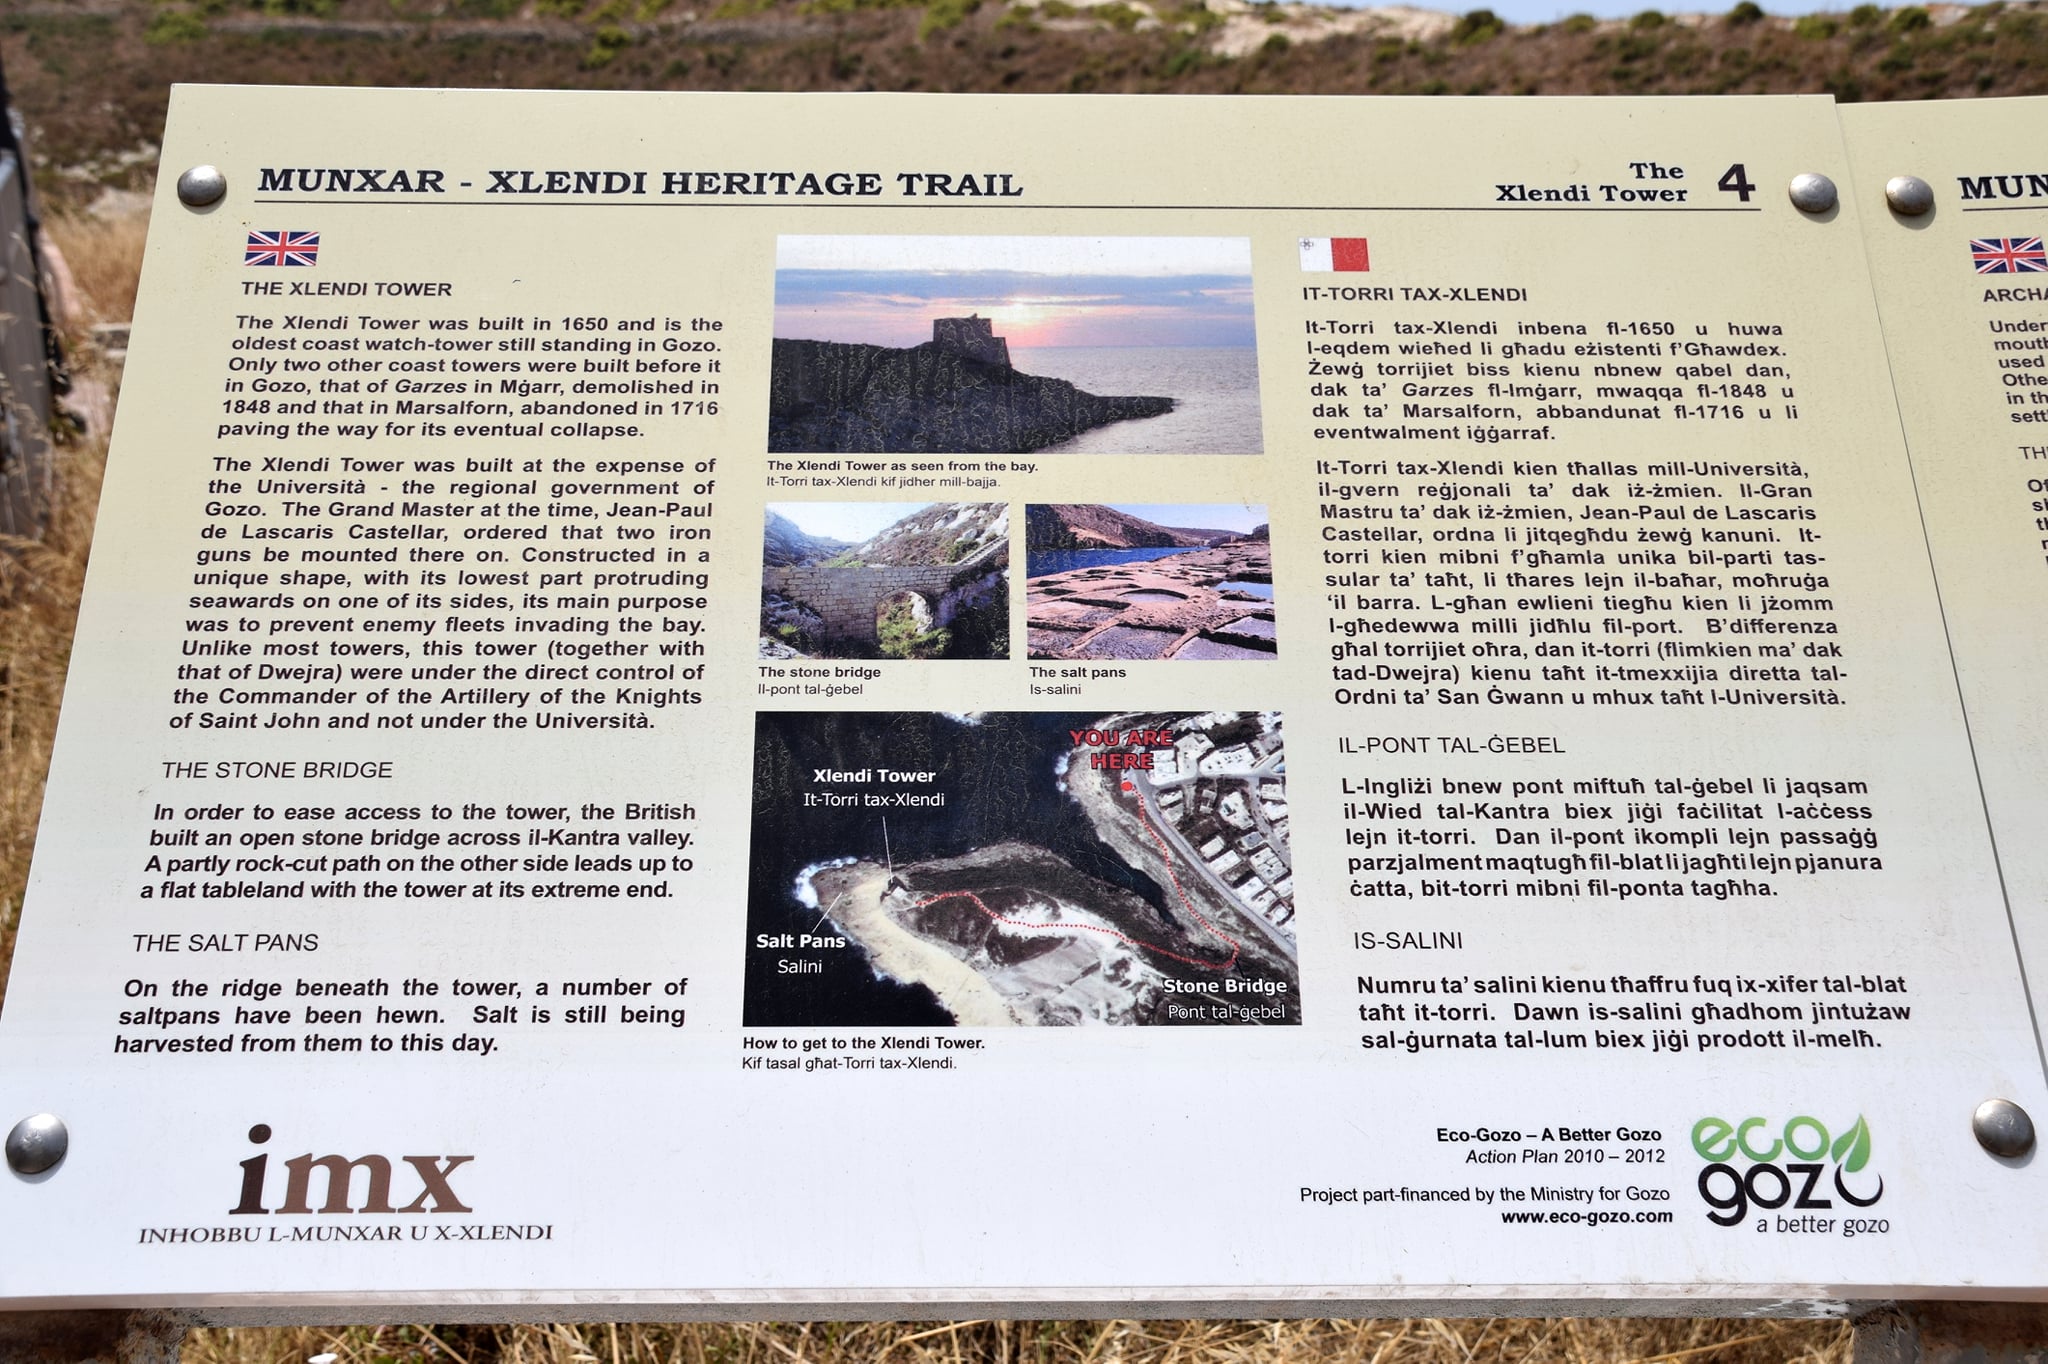 MUNXAR - XLENDI HERITAGE TRAIL
The
Xlendi Tower
4
THE XLENDI TOWER
The Xlendi Tower was built in 1650 and is the
oldest coast watch-tower still standing in Gozo.
Only two other coast towers were built before it
in Gozo, that of Garzes in Mġarr, demolished in
1848 and that in Marsalforn, abandoned in 1716
paving the way for its eventual collapse.
The Xlendi Tower was built at the expense of
the Università - the regional government of
Gozo. The Grand Master at the time, Jean-Paul
de Lascaris Castellar, ordered that two iron
guns be mounted there on. Constructed in a
unique shape, with its lowest part protruding
seawards on one of its sides, its main purpose
was to prevent enemy fleets invading the bay.
Unlike most towers, this tower (together with
that of Dwejra) were under the direct control of
the Commander of the Artillery of the Knights
of Saint John and not under the Università.
THE STONE BRIDGE
In order to ease access to the tower, the British
built an open stone bridge across il-Kantra valley.
A partly rock-cut path on the other side leads up to
a flat tableland with the tower at its extreme end.
THE SALT PANS
On the ridge beneath the tower, a number of
saltpans have been hewn. Salt is still being
harvested from them to this day.
The Xlendi Tower as seen from the bay.
It-Torri tax-Xlendi kif jidher mill-bajja.
The stone bridge
Il-pont tal-ġebel
The salt pans
Is-salini
YOU ARE
HERE
Xlendi Tower
It-Torri tax-Xlendi
Salt Pans
Salini
Stone Bridge
Pont tal-ġebel
How to get to the Xlendi Tower.
Kif tasal għat-Torri tax-Xlendi.
IT-TORRI TAX-XLENDI
It-Torri tax-Xlendi inbena fl-1650 u huwa
l-eqdem wieħed li għadu eżistenti f'Għawdex.
Żewġ torrijiet biss kienu nbnew qabel dan,
dak ta' Garzes fl-Imġarr, mwaqqa fl-1848 u
dak ta' Marsalforn, abbandunat fl-1716 u li
eventwalment iġġarraf.
It-Torri tax-Xlendi kien tħallas mill-Università,
il-gvern reġjonali ta' dak iż-żmien. Il-Gran
Mastru ta' dak iż-żmien, Jean-Paul de Lascaris
Castellar, ordna li jitqegħdu żewġ kanuni. It-
torri kien mibni f'għamla unika bil-parti tas-
sular ta' taħt, li tħares lejn il-baħar, moħruġa
'il barra. L-għan ewlieni tiegħu kien li jżomm
l-għedewwa milli jidħlu fil-port. B'differenza
għal torrijiet oħra, dan it-torri (flimkien ma' dak
tad-Dwejra) kienu taħt it-tmexxijia diretta tal-
Ordni ta' San Ġwann u mhux taħt l-Università.
IL-PONT TAL-ĠEBEL
L-Ingliżi bnew pont miftuħ tal-ġebel li jaqsam
il-Wied tal-Kantra biex jiġi faċilitat l-aċċess
lejn it-torri. Dan il-pont ikompli lejn passaġġ
parzjalment maqtugħ fil-blat li jagħti lejn pjanura
ċatta, bit-torri mibni fil-ponta tagħha.
IS-SALINI
Numru ta' salini kienu tħaffru fuq ix-xifer tal-blat
taħt it-torri. Dawn is-salini għadhom jintużaw
sal-ġurnata tal-lum biex jiġi prodott il-melħ.
imx
INHOBBU L-MUNXAR U X-XLENDI
Eco-Gozo – A Better Gozo
Action Plan 2010 – 2012
Project part-financed by the Ministry for Gozo
www.eco-gozo.com
eco
gozo
a better gozo
MUN
ARCHA
Under
mouth
used
Othe
in th
sett